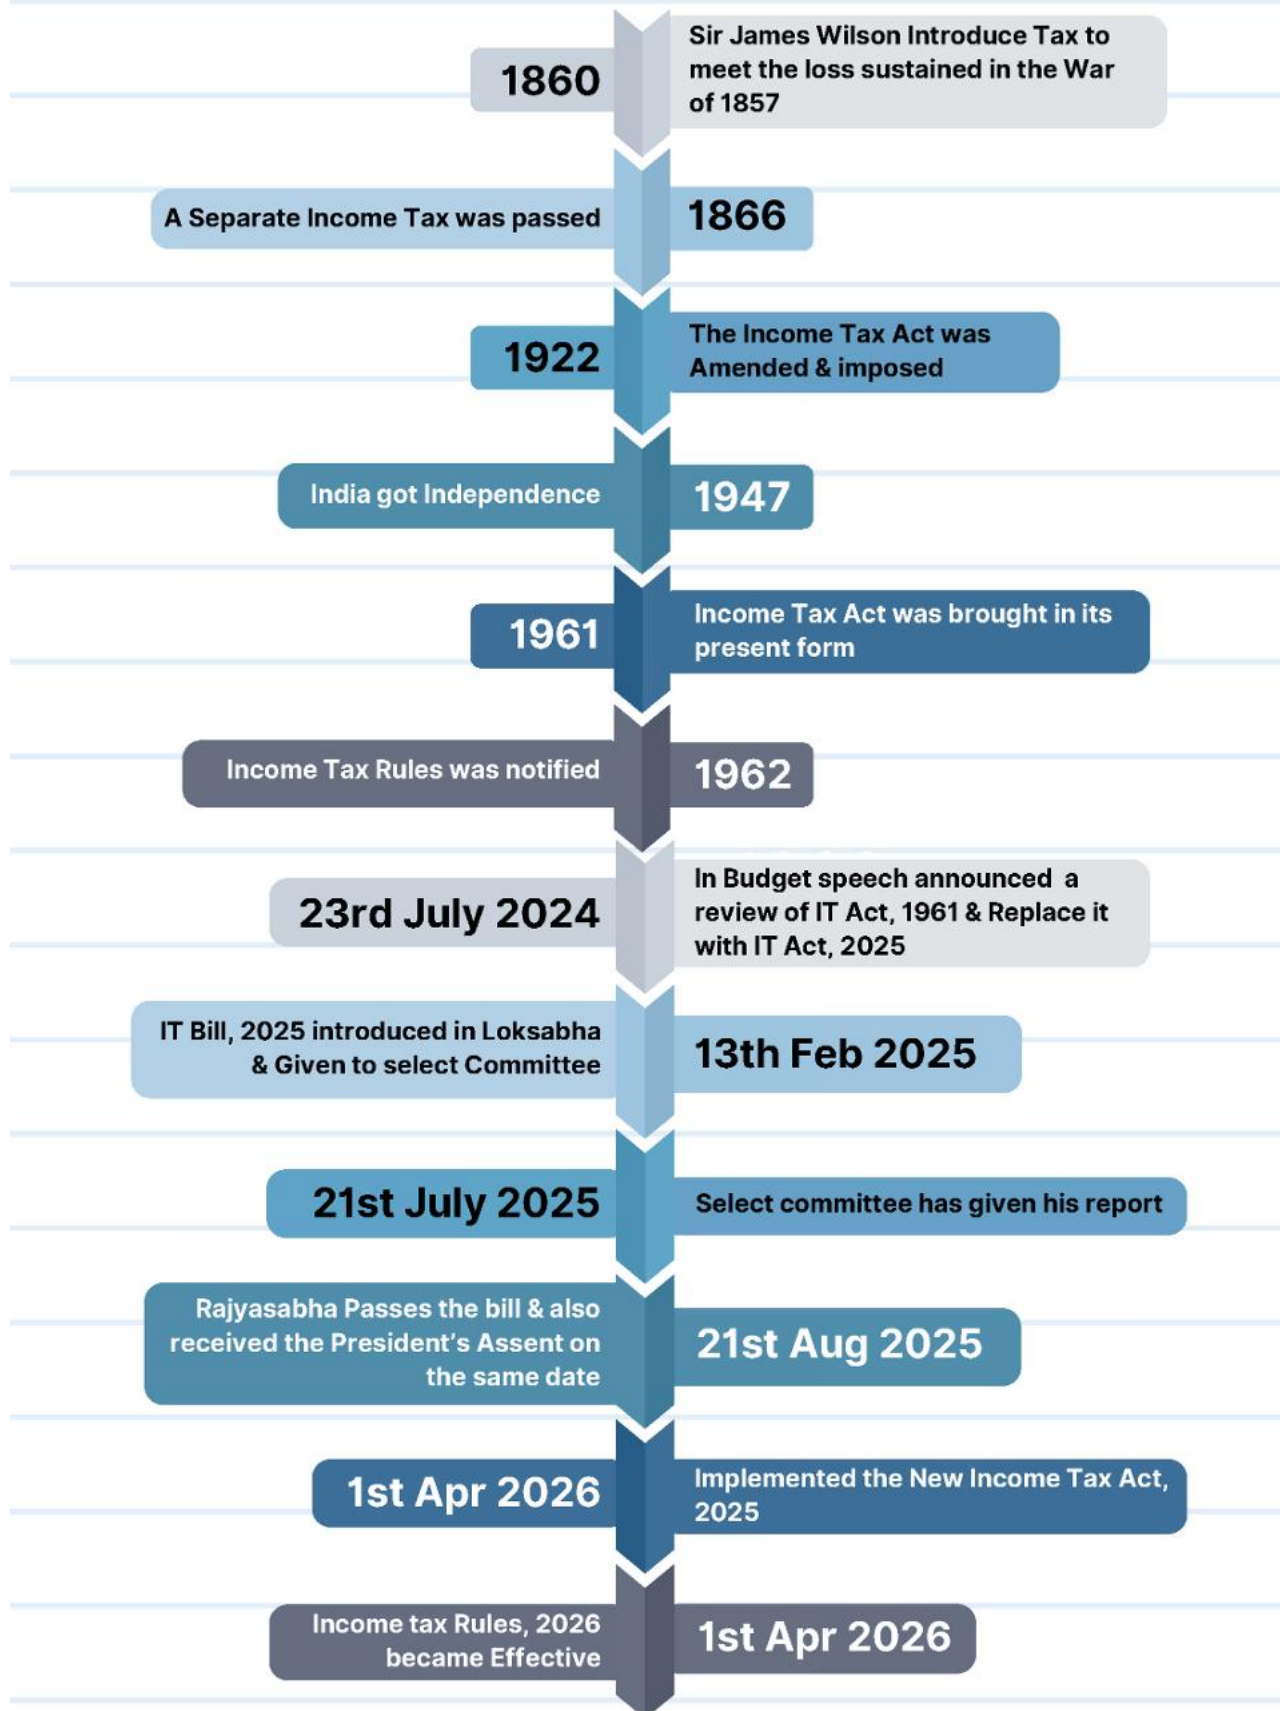 1860
Sir James Wilson Introduce Tax to
meet the loss sustained in the War
of 1857
A Separate Income Tax was passed
1866
1922
The Income Tax Act was
Amended & imposed
India got Independence
1947
1961
Income Tax Act was brought in its
present form
Income Tax Rules was notified
1962
23rd July 2024
In Budget speech announced a
review of IT Act, 1961 & Replace it
with IT Act, 2025
IT Bill, 2025 introduced in Loksabha
& Given to select Committee
13th Feb 2025
21st July 2025
Select committee has given his report
Rajyasabha Passes the bill & also
received the President's Assent on
the same date
21st Aug 2025
1st Apr 2026
Implemented the New Income Tax Act,
2025
Income tax Rules, 2026
became Effective
1st Apr 2026